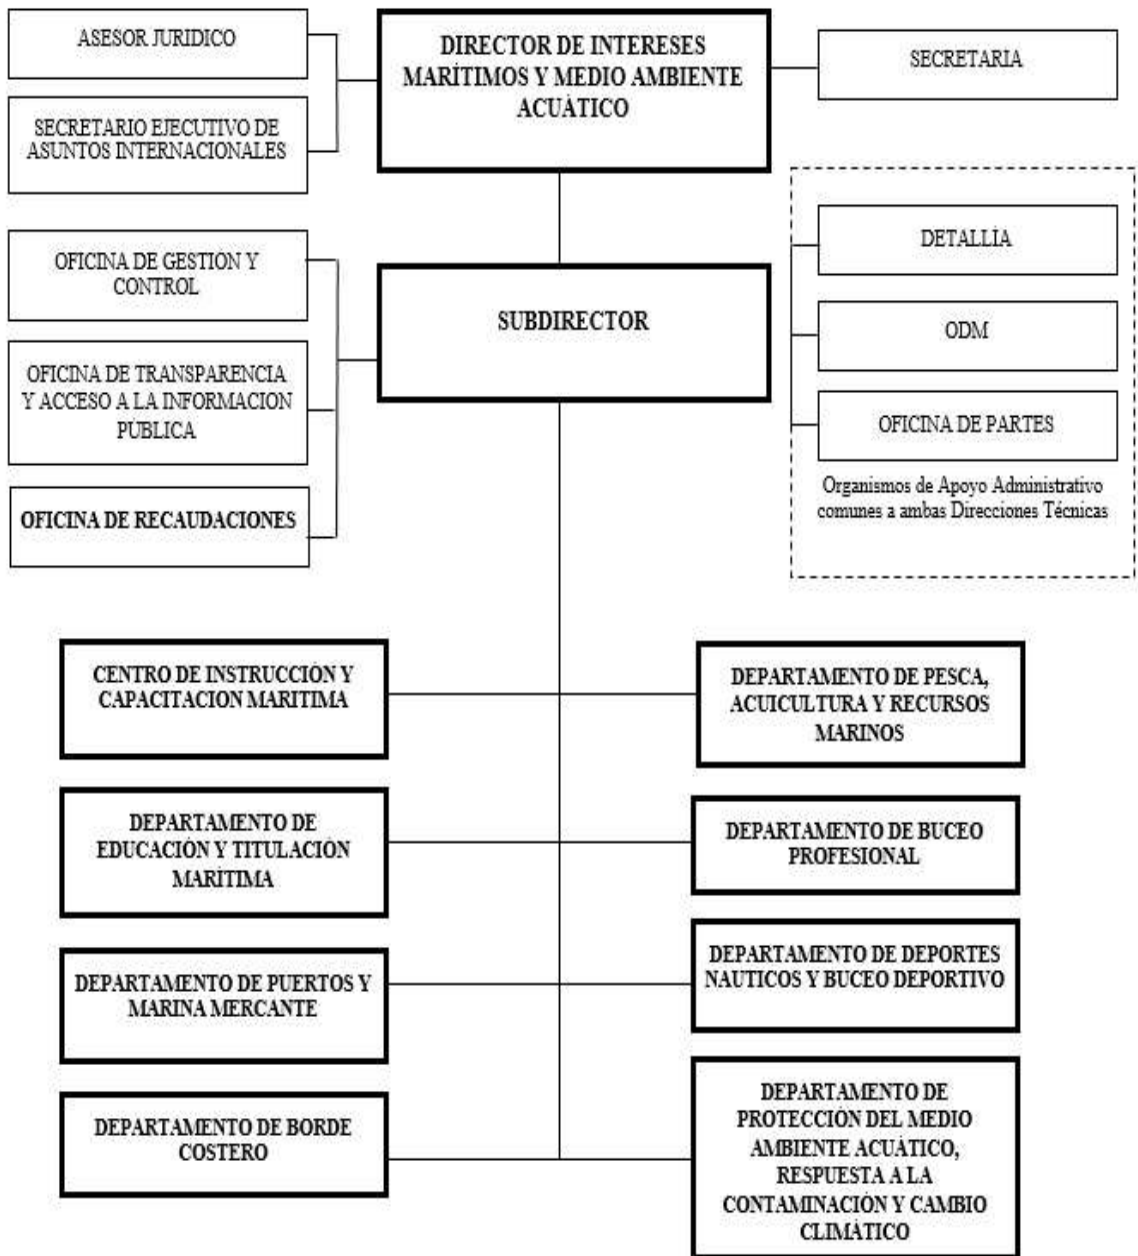 ASESOR JURIDICO
DIRECTOR DE INTERESES
MARÍTIMOS Y MEDIO AMBIENTE
ACUÁTICO
SECRETARIA
SECRETARIO EJECUTIVO DE
ASUNTOS INTERNACIONALES
OFICINA DE GESTIÓN Y
CONTROL
SUBDIRECTOR
OFICINA DE TRANSPARENCIA
Y ACCESO A LA INFORMACION
PÚBLICA
OFICINA DE RECAUDACIONES
DETALLÍA
ODM
OFICINA DE PARTES
Organismos de Apoyo Administrativo
comunes a ambas Direcciones Técnicas
CENTRO DE INSTRUCCIÓN Y
CAPACITACION MARITIMA
DEPARTAMENTO DE PESCA,
ACUICULTURA Y RECURSOS
MARINOS
DEPARTAMENTO DE
EDUCACIÓN Y TITULACIÓN
MARÍTIMA
DEPARTAMENTO DE BUCEO
PROFESIONAL
DEPARTAMENTO DE PUERTOS Y
MARINA MERCANTE
DEPARTAMENTO DE DEPORTES
NAUTICOS Y BUCEO DEPORTIVO
DEPARTAMENTO DE BORDE
COSTERO
DEPARTAMENTO DE
PROTECCIÓN DEL MEDIO
AMBIENTE ACUÁTICO,
RESPUESTA A LA
CONTAMINACIÓN Y CAMBIO
CLIMÁTICO